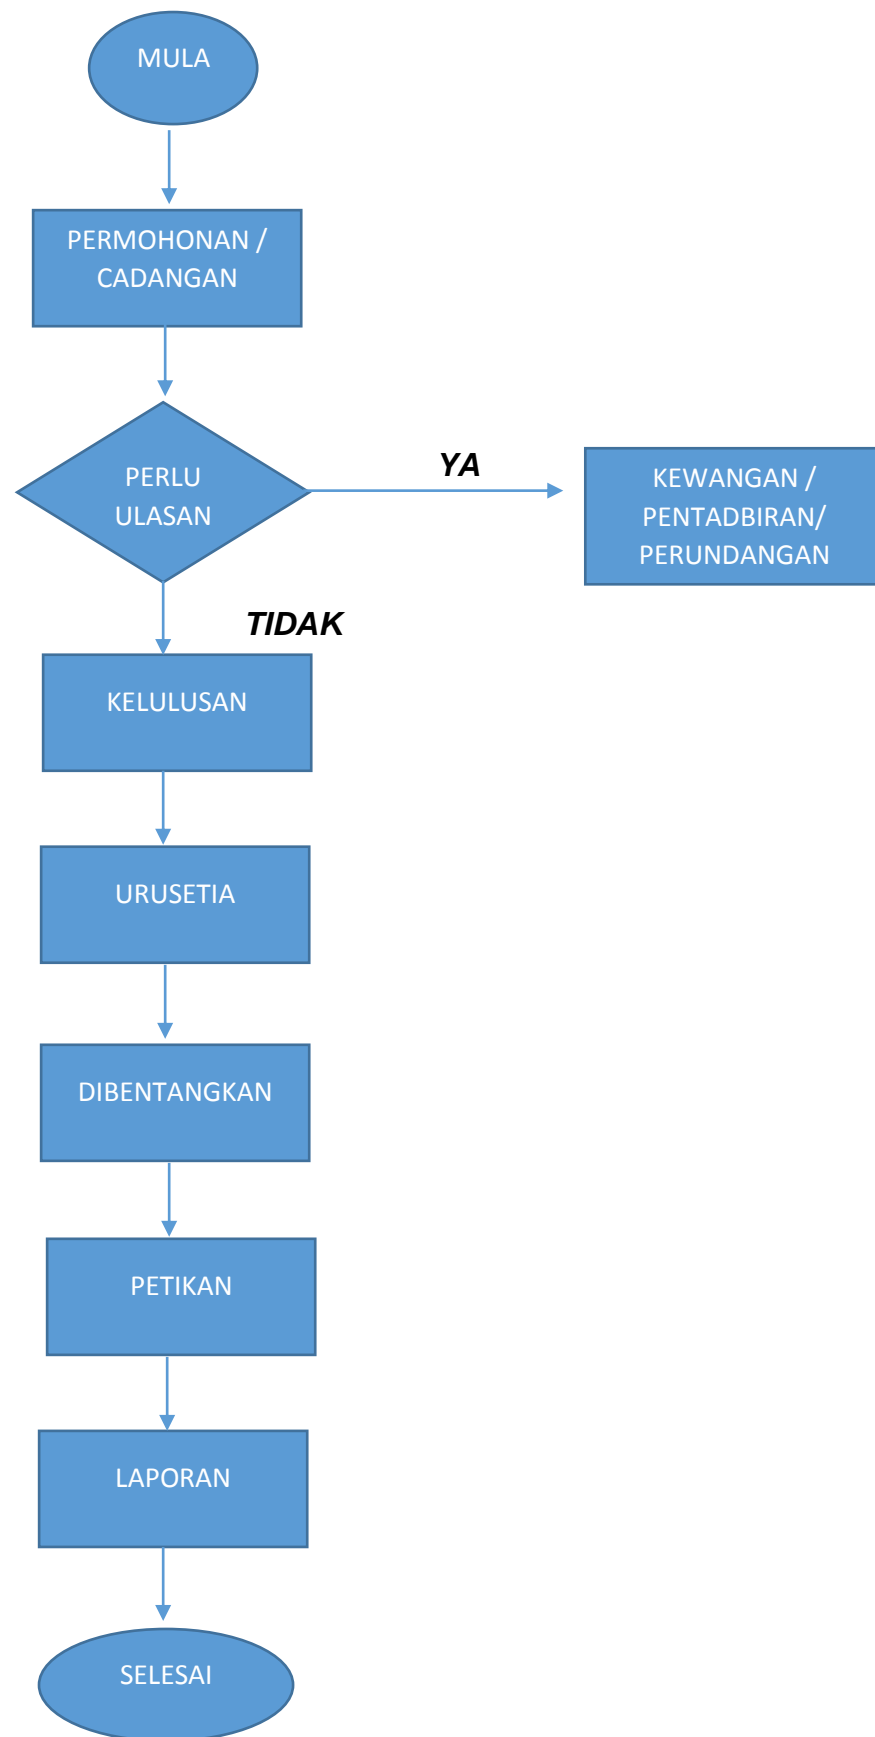 MULA
PERMOHONAN /
CADANGAN
PERLU
ULASAN
YA
KEWANGAN /
PENTADBIRAN/
PERUNDANGAN
TIDAK
KELULUSAN
URUSETIA
DIBENTANGKAN
PETIKAN
LAPORAN
SELESAI